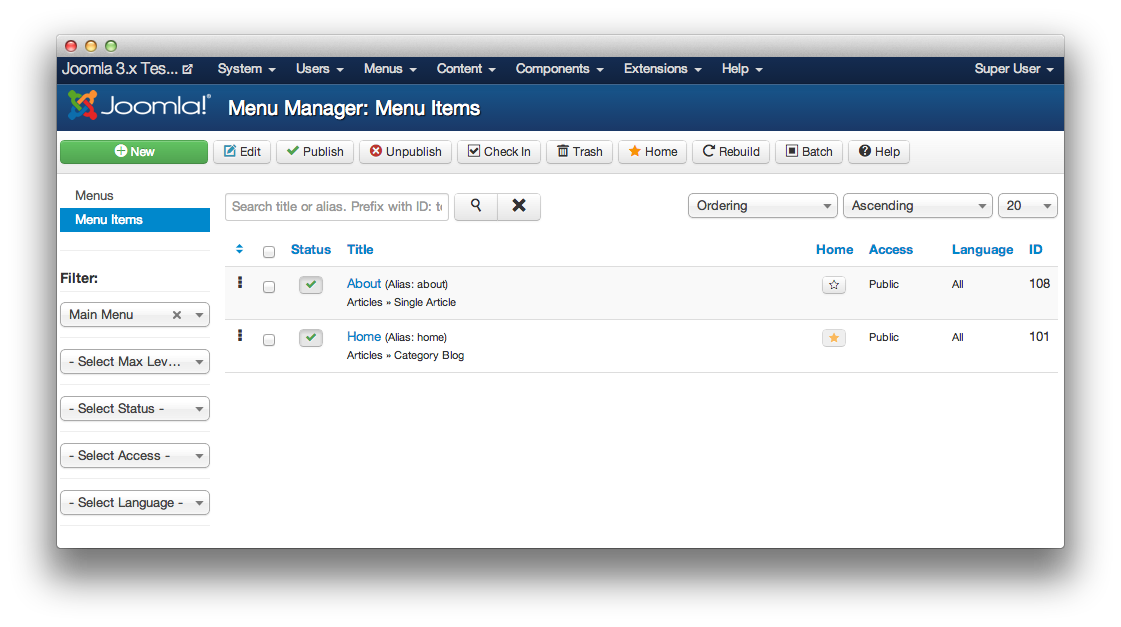 Joomla 3.x Tes... System Users Menus Content Components Extensions Help Super User
Joomla!® Menu Manager: Menu Items
New Edit Publish Unpublish Check In Trash Home Rebuild Batch Help
Menus
Menu Items
Search title or alias. Prefix with ID: Ordering Ascending 20
Status Title Home Access Language ID
Filter:
About (Alias: about) Public All 108
Articles » Single Article
Main Menu
Home (Alias: home) Public All 101
Articles » Category Blog
- Select Max Lev...
- Select Status -
- Select Access -
- Select Language -